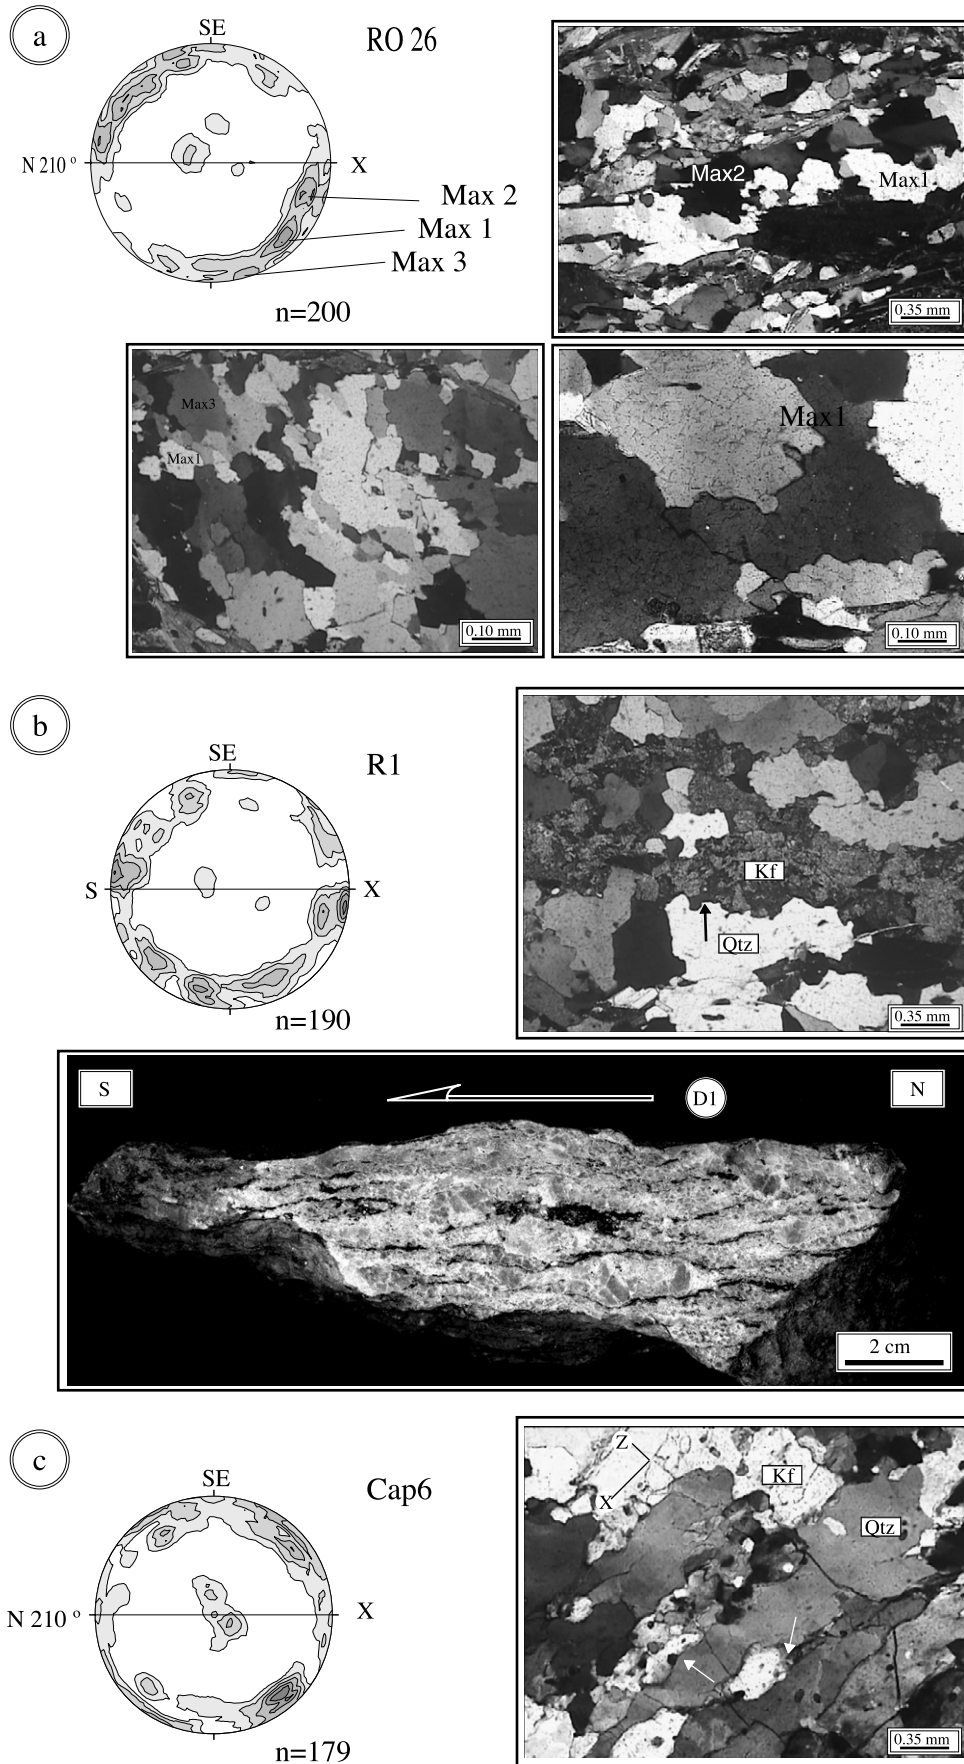 a
SE
RO 26
N 210 º
X
Max 2
Max 1
Max 3
n=200
Max2
Max1
0.35 mm
Max3
Max1
0.10 mm
Max1
0.10 mm
b
SE
R1
S
X
n=190
Kf
Qtz
0.35 mm
S
D1
N
2 cm
c
SE
Cap6
N 210 º
X
n=179
Z
X
Kf
Qtz
0.35 mm